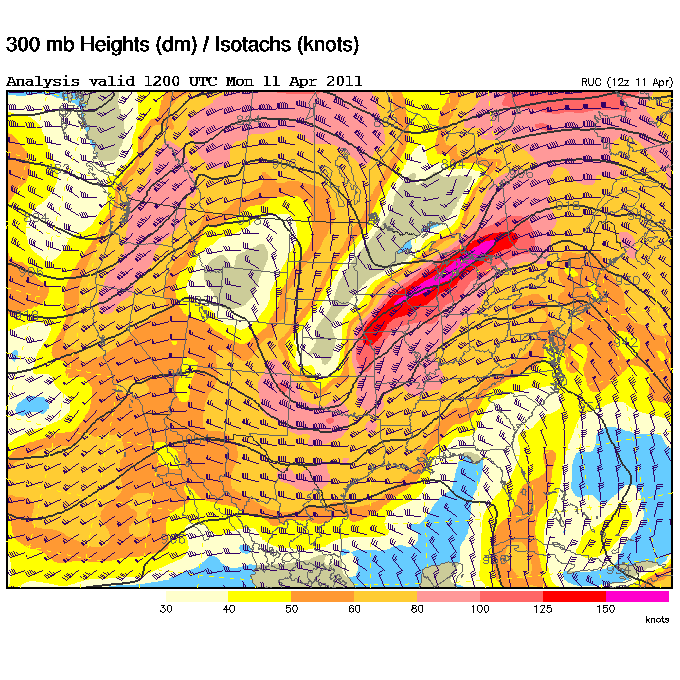 300 mb Heights (dm) / Isotachs (knots)
Analysis valid 1200 UTC Mon 11 Apr 2011 RUC (12z 11 Apr)
30 40 50 60 80 100 125 150
knots